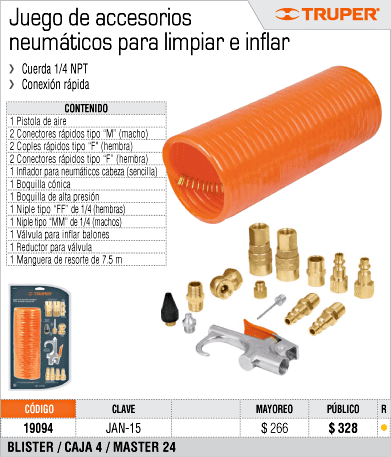 Juego de accesorios
neumáticos para limpiar e inflar
TRUPER®
❯ Cuerda 1/4 NPT
❯ Conexión rápida
CONTENIDO
1 Pistola de aire
2 Conectores rápidos tipo "M" (macho)
2 Coples rápidos tipo "F" (hembra)
2 Conectores rápidos tipo "F" (hembra)
1 Inflador para neumáticos cabeza (sencilla)
1 Boquilla cónica
1 Boquilla de alta presión
1 Niple tipo "FF" de 1/4 (hembras)
1 Niple tipo "MM" de 1/4 (machos)
1 Válvula para inflar balones
1 Reductor para válvula
1 Manguera de resorte de 7.5 m
CÓDIGO CLAVE MAYOREO PÚBLICO R
19094 JAN-15 $ 266 $ 328
BLISTER / CAJA 4 / MASTER 24